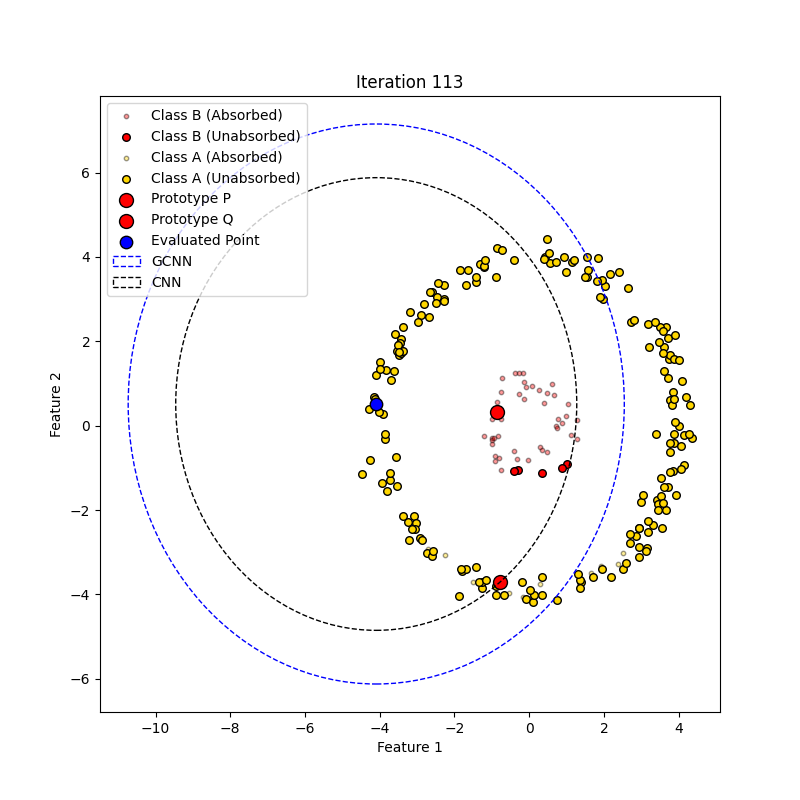 Iteration 113
Class B (Absorbed)
Class B (Unabsorbed)
Class A (Absorbed)
Class A (Unabsorbed)
Prototype P
Prototype Q
Evaluated Point
GCNN
CNN
6
4
2
0
−2
−4
−6
Feature 2
−10 −8 −6 −4 −2 0 2 4
Feature 1